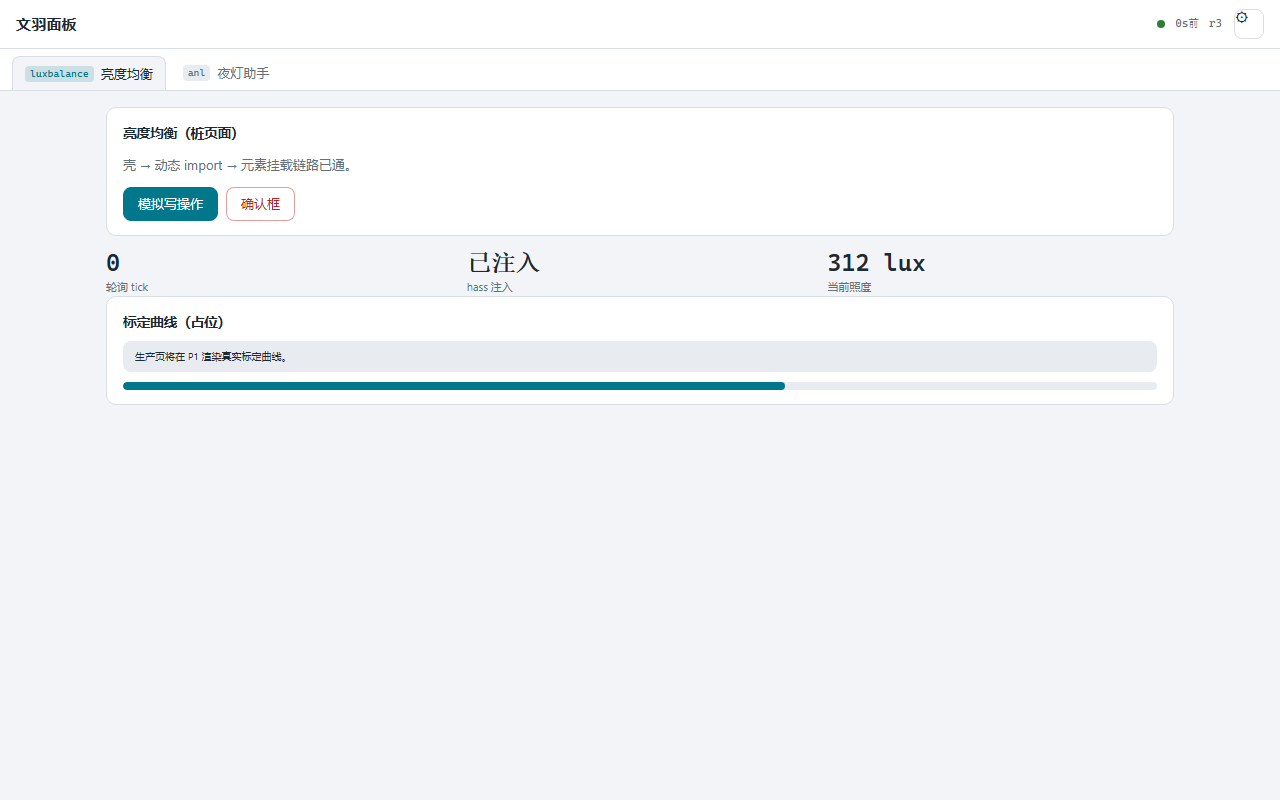 文羽面板
0s前 r3
luxbalance 亮度均衡 anl 夜灯助手
亮度均衡（桩页面）
壳 → 动态 import → 元素挂载链路已通。
模拟写操作 确认框
0 已注入 312 lux
轮询 tick hass 注入 当前照度
标定曲线（占位）
生产页将在 P1 渲染真实标定曲线。